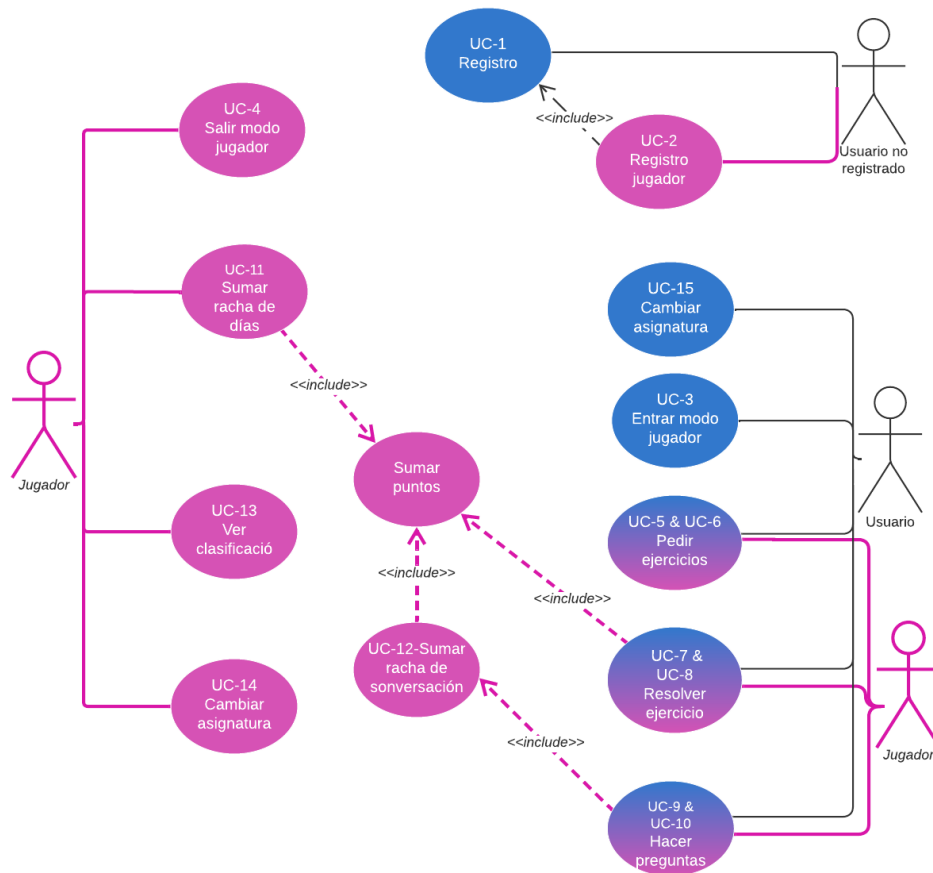 UC-1
Registro
<<include>>
UC-2
Registro
jugador
Usuario no
registrado
UC-4
Salir modo
jugador
UC-11
Sumar
racha de
días
<<include>>
Jugador
UC-13
Ver
clasificació
UC-14
Cambiar
asignatura
Sumar
puntos
<<include>>
UC-12-Sumar
racha de
sonversación
<<include>>
<<include>>
UC-15
Cambiar
asignatura
UC-3
Entrar modo
jugador
Usuario
UC-5 & UC-6
Pedir
ejercicios
UC-7 &
UC-8
Resolver
ejercicio
Jugador
UC-9 &
UC-10
Hacer
preguntas